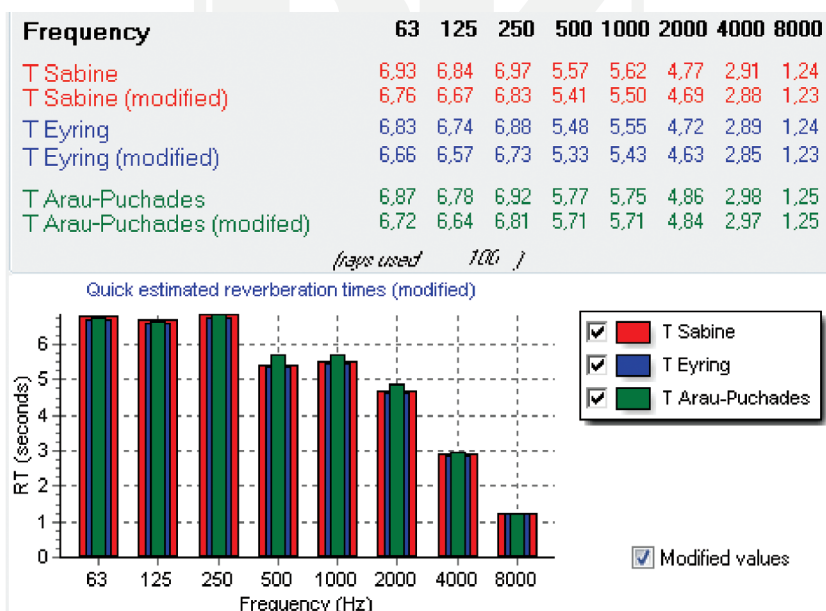 Frequency 63 125 250 500 1000 2000 4000 8000
T Sabine 6,93 6,84 6,97 5,57 5,62 4,77 2,91 1,24
T Sabine (modified) 6,76 6,67 6,83 5,41 5,50 4,69 2,88 1,23
T Eyring 6,83 6,74 6,88 5,48 5,55 4,72 2,89 1,24
T Eyring (modified) 6,66 6,57 6,73 5,33 5,43 4,63 2,85 1,23
T Arau-Puchades 6,87 6,78 6,92 5,77 5,75 4,86 2,98 1,25
T Arau-Puchades (modifed) 6,72 6,64 6,81 5,71 5,71 4,84 2,97 1,25
(rays used 100 )
Quick estimated reverberation times (modified)
RT (seconds)
6
5
4
3
2
1
0
63 125 250 500 1000 2000 4000 8000
Frequency (Hz)
T Sabine
T Eyring
T Arau-Puchades
Modified values